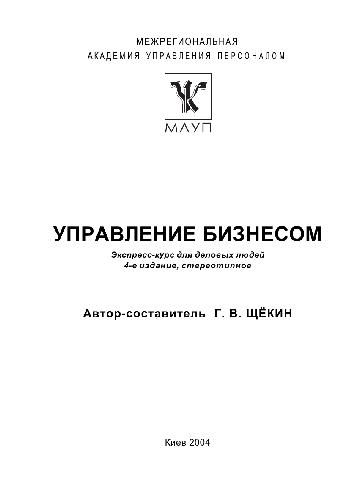 МЕЖРЕГИОНАЛЬНАЯ
АКАДЕМИЯ УПРАВЛЕНИЯ ПЕРСОНАЛОМ
МАУП
УПРАВЛЕНИЕ БИЗНЕСОМ
Экспресс-курс для деловых людей
4-е издание, стереотипное
Автор-составитель Г. В. ЩЁКИН
Киев 2004